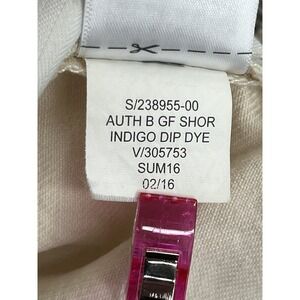 S/238955-00
AUTH B GF SHOR
INDIGO DIP DYE
V/305753
SUM16
02/16